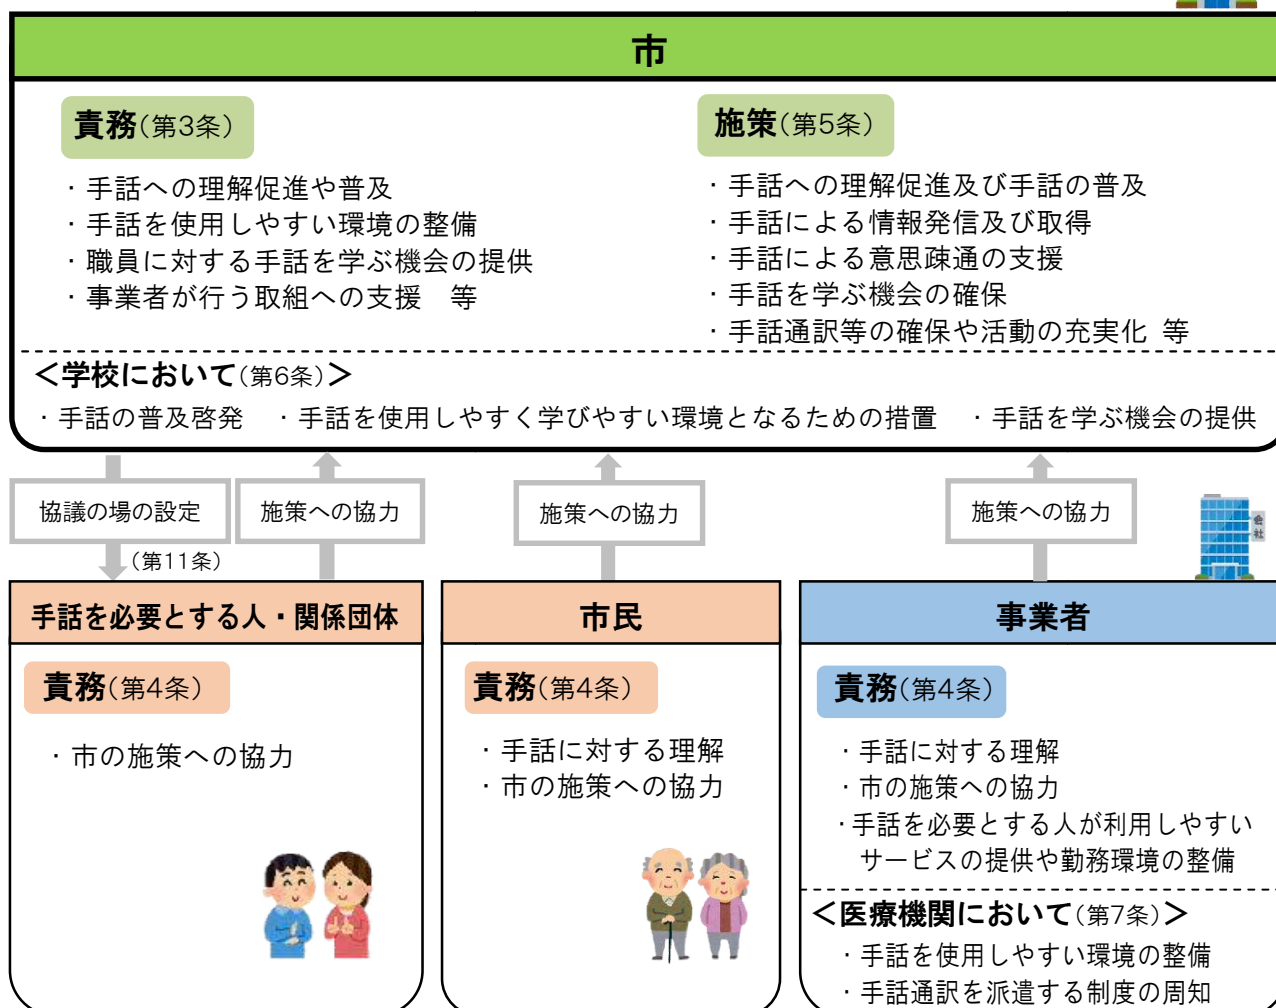 市
責務(第3条)
・手話への理解促進や普及
・手話を使用しやすい環境の整備
・職員に対する手話を学ぶ機会の提供
・事業者が行う取組への支援　等
施策(第5条)
・手話への理解促進及び手話の普及
・手話による情報発信及び取得
・手話による意思疎通の支援
・手話を学ぶ機会の確保
・手話通訳等の確保や活動の充実化 等
＜学校において(第6条)＞
・手話の普及啓発　・手話を使用しやすく学びやすい環境となるための措置　・手話を学ぶ機会の提供
協議の場の設定
(第11条)
施策への協力
施策への協力
施策への協力
会社
手話を必要とする人・関係団体
責務(第4条)
・市の施策への協力
市民
責務(第4条)
・手話に対する理解
・市の施策への協力
事業者
責務(第4条)
・手話に対する理解
・市の施策への協力
・手話を必要とする人が利用しやすい
サービスの提供や勤務環境の整備
＜医療機関において(第7条)＞
・手話を使用しやすい環境の整備
・手話通訳を派遣する制度の周知